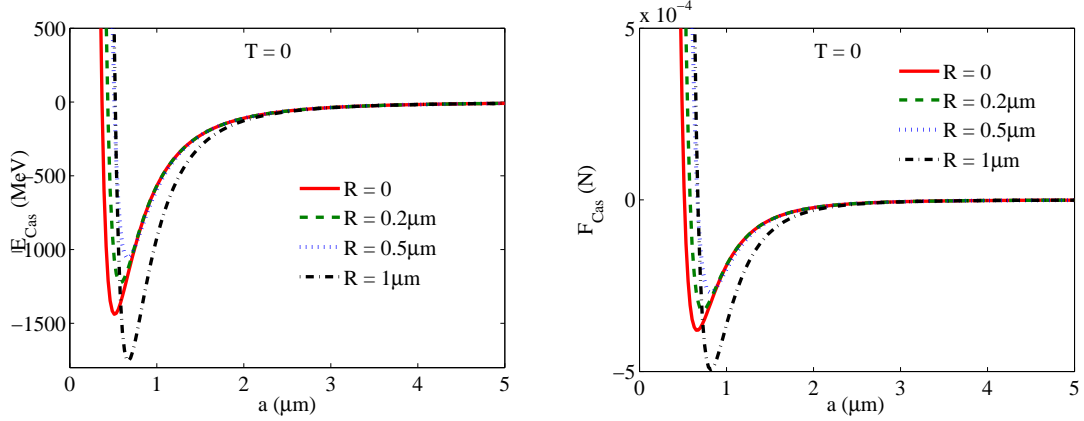 500
0
−500
−1000
−1500
E_Cas (MeV)
T = 0
R = 0
R = 0.2μm
R = 0.5μm
R = 1μm
0 1 2 3 4 5
a (μm)
x 10⁻⁴
5
0
−5
F_Cas (N)
T = 0
R = 0
R = 0.2μm
R = 0.5μm
R = 1μm
0 1 2 3 4 5
a (μm)